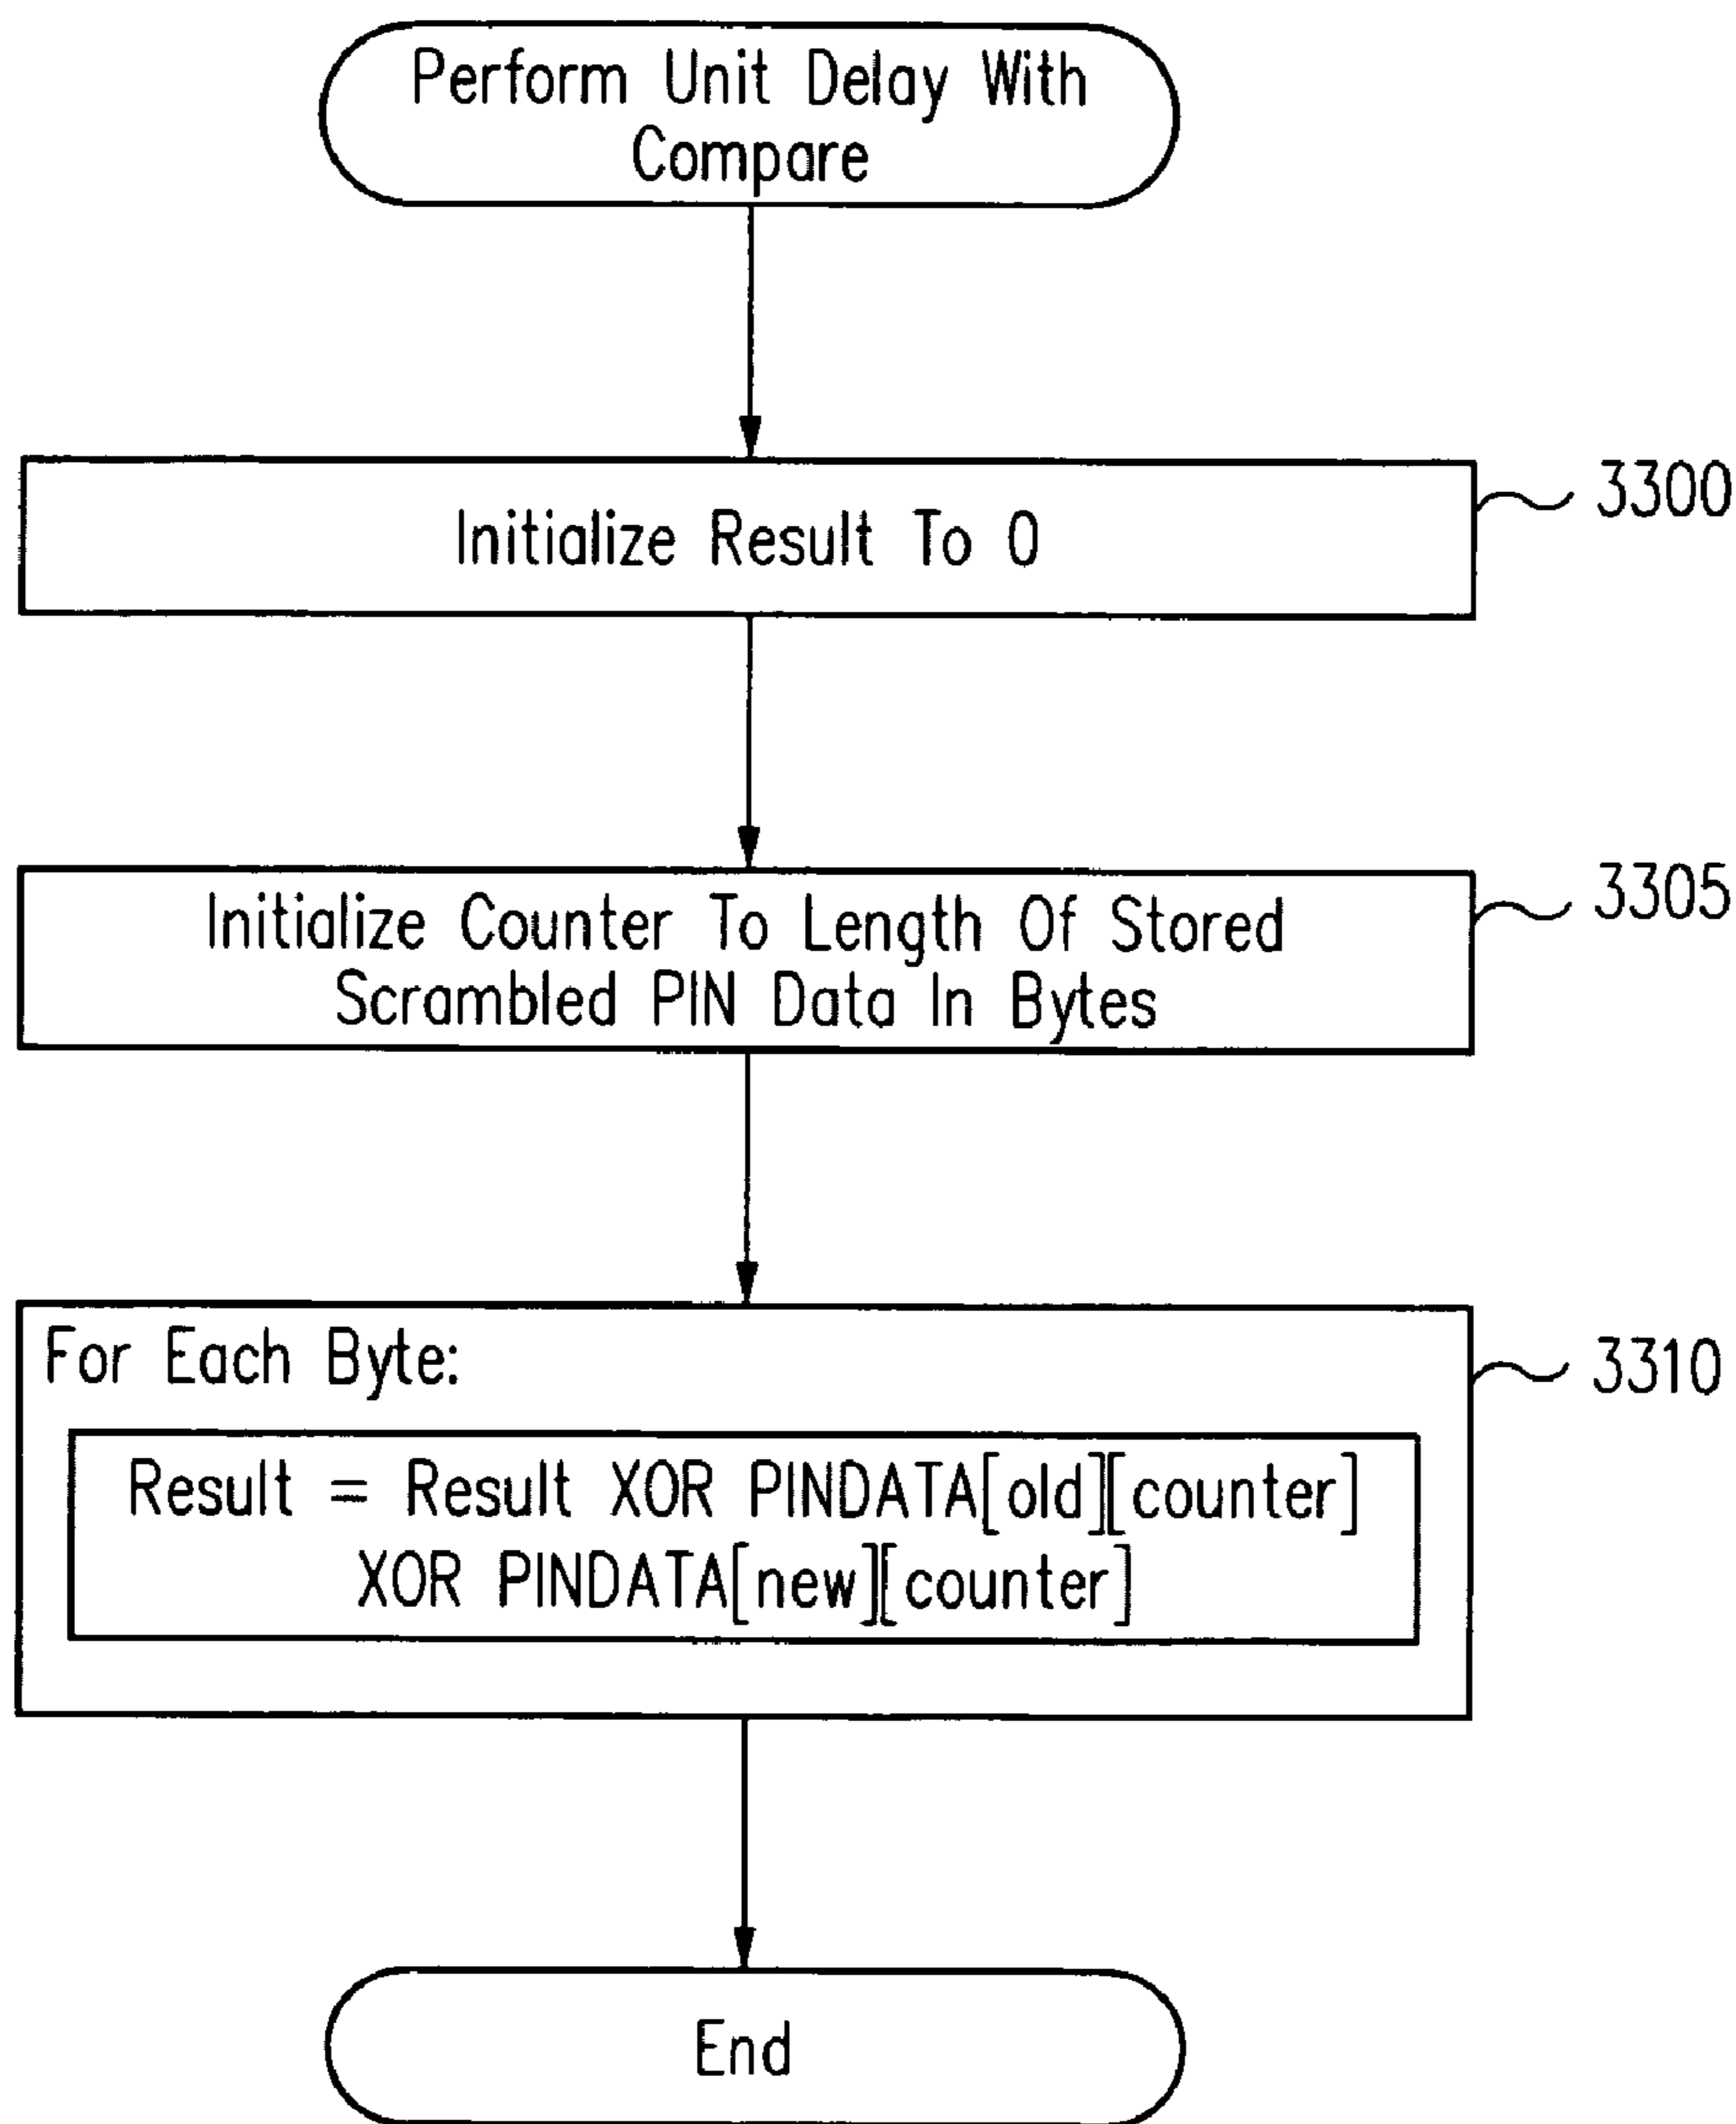 Perform Unit Delay With
Compare
Initialize Result To 0
3300
Initialize Counter To Length Of Stored
Scrambled PIN Data In Bytes
3305
For Each Byte:
3310
Result = Result XOR PINDATA[old][counter]
XOR PINDATA[new][counter]
End